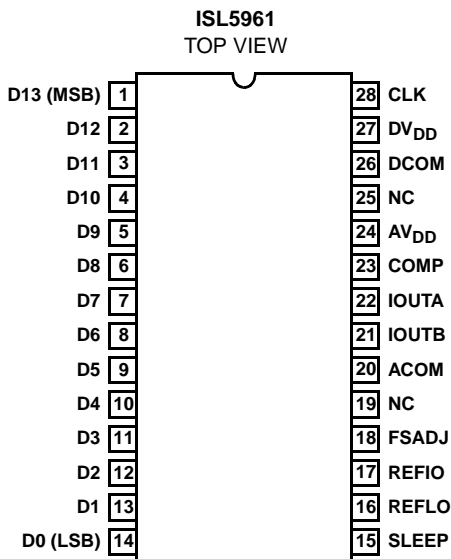 ISL5961
TOP VIEW
D13 (MSB) 1 28 CLK
D12 2 27 DVDD
D11 3 26 DCOM
D10 4 25 NC
D9 5 24 AVDD
D8 6 23 COMP
D7 7 22 IOUTA
D6 8 21 IOUTB
D5 9 20 ACOM
D4 10 19 NC
D3 11 18 FSADJ
D2 12 17 REFIO
D1 13 16 REFLO
D0 (LSB) 14 15 SLEEP